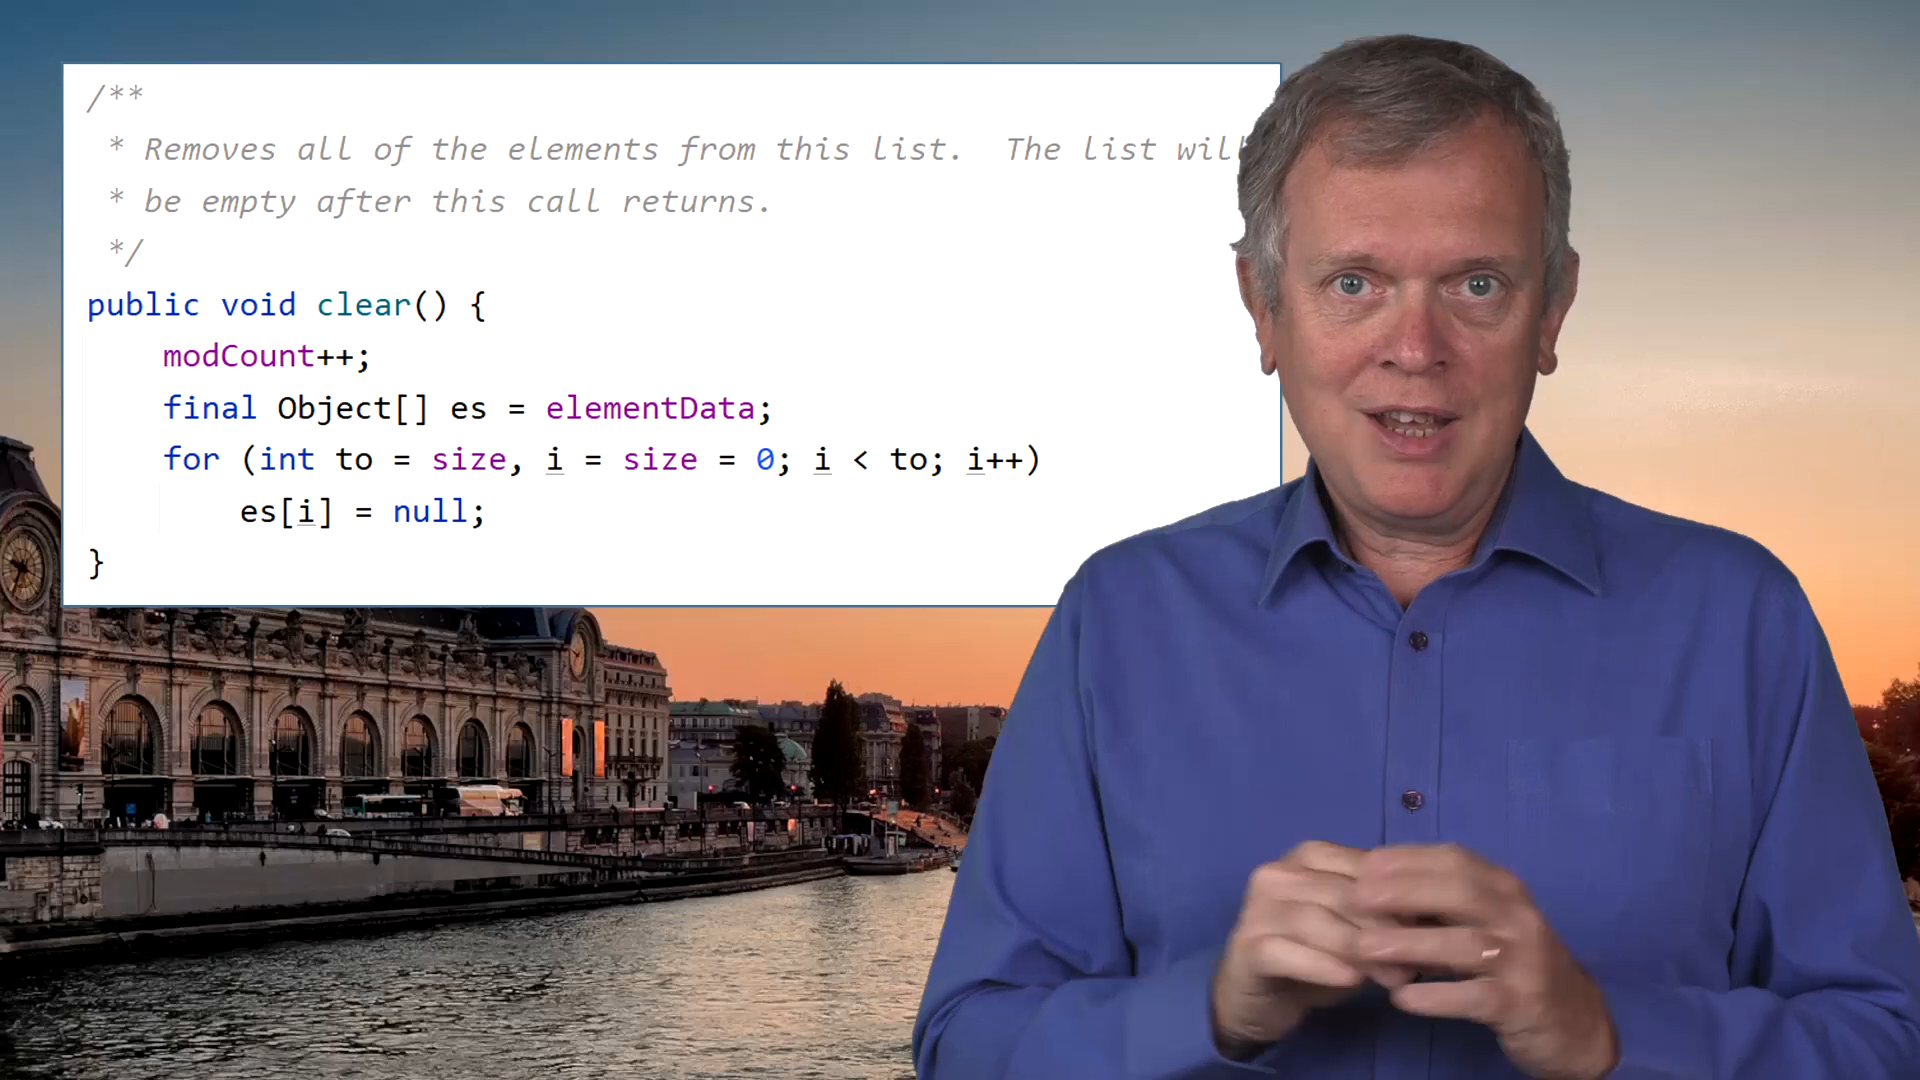 /**
 * Removes all of the elements from this list.  The list will
 * be empty after this call returns.
 */
public void clear() {
    modCount++;
    final Object[] es = elementData;
    for (int to = size, i = size = 0; i < to; i++)
        es[i] = null;
}